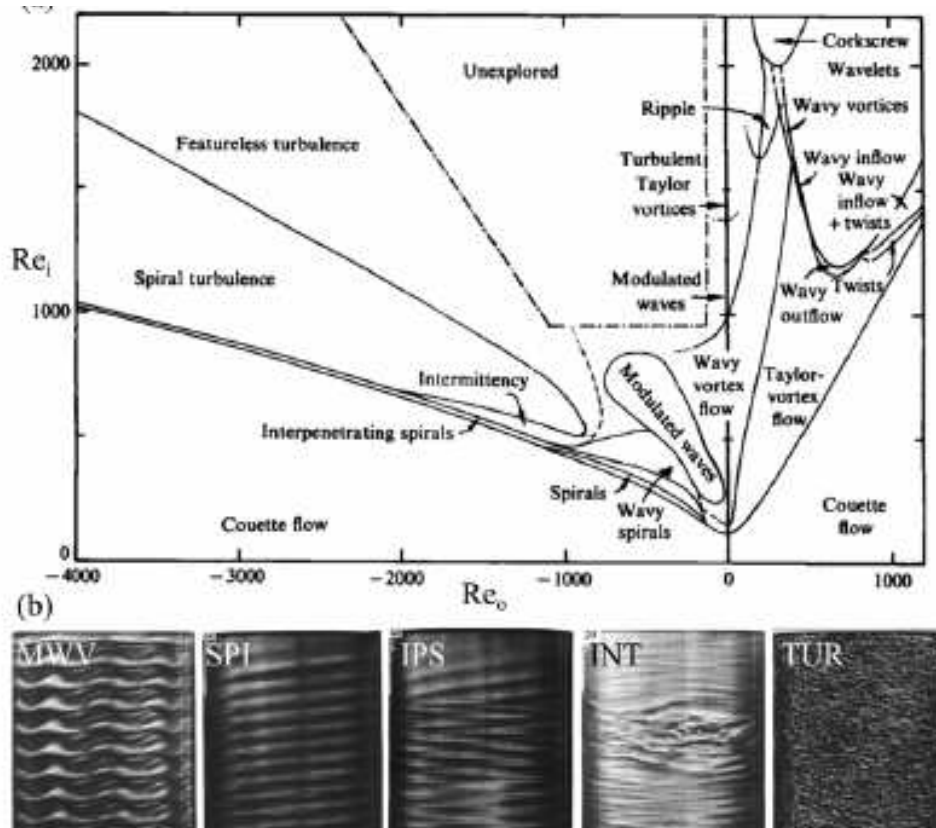 (a)
Corkscrew
2000
Unexplored
Wavelets
Ripple
Wavy vortices
Featureless turbulence
Turbulent
Taylor
vortices
Wavy inflow
Wavy
inflow
+ twists
Re_i
Spiral turbulence
Modulated
waves
Wavy
outflow
Twists
1000
Intermittency
Modulated waves
Wavy
vortex
flow
Taylor-
vortex
flow
Interpenetrating spirals
Spirals
Wavy
spirals
Couette flow
Couette
flow
0
−4000
−3000
−2000
−1000
0
1000
Re_o
(b)
MWV
SPI
IPS
INT
TUR